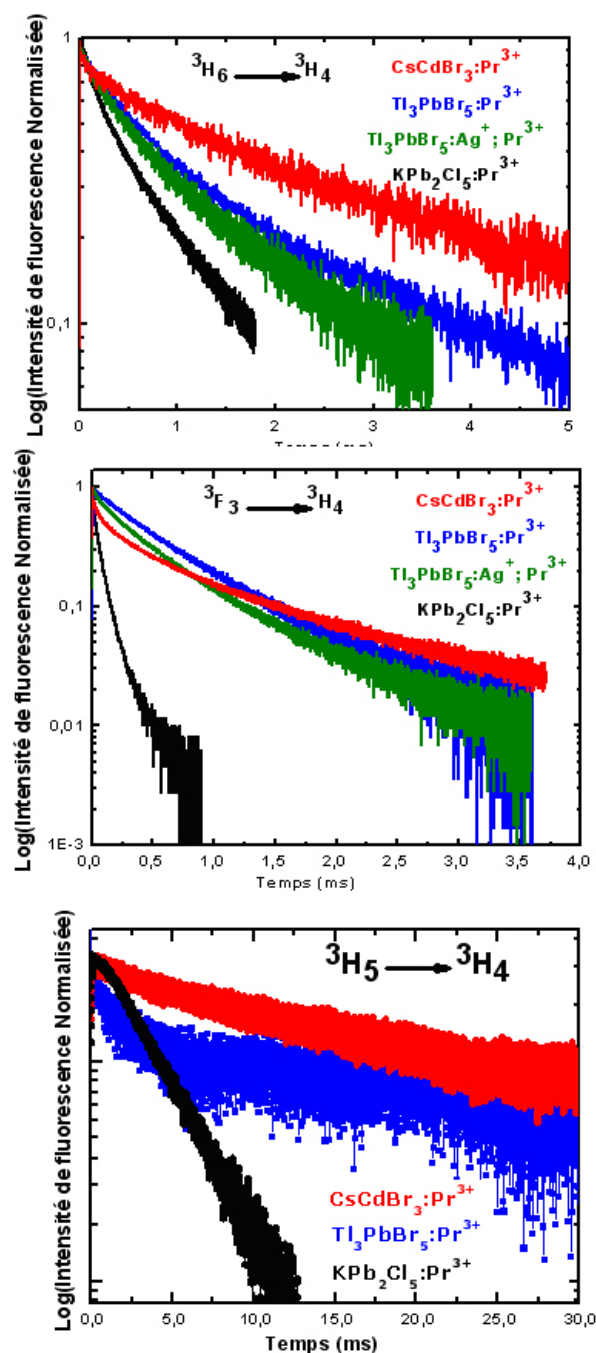 Log(Intensité de fluorescence Normalisée)
1
0,1
³H₆ → ³H₄
CsCdBr₃:Pr³⁺
Tl₃PbBr₅:Pr³⁺
Tl₃PbBr₅:Ag⁺; Pr³⁺
KPb₂Cl₅:Pr³⁺
0 1 2 3 4 5
Temps (ms)
Log(Intensité de fluorescence Normalisée)
1
0,1
0,01
1E-3
³F₃ → ³H₄
CsCdBr₃:Pr³⁺
Tl₃PbBr₅:Pr³⁺
Tl₃PbBr₅:Ag⁺; Pr³⁺
KPb₂Cl₅:Pr³⁺
0,0 0,5 1,0 1,5 2,0 2,5 3,0 3,5 4,0
Temps (ms)
Log(Intensité de fluorescence Normalisée)
³H₅ → ³H₄
CsCdBr₃:Pr³⁺
Tl₃PbBr₅:Pr³⁺
KPb₂Cl₅:Pr³⁺
0,0 5,0 10,0 15,0 20,0 25,0 30,0
Temps (ms)